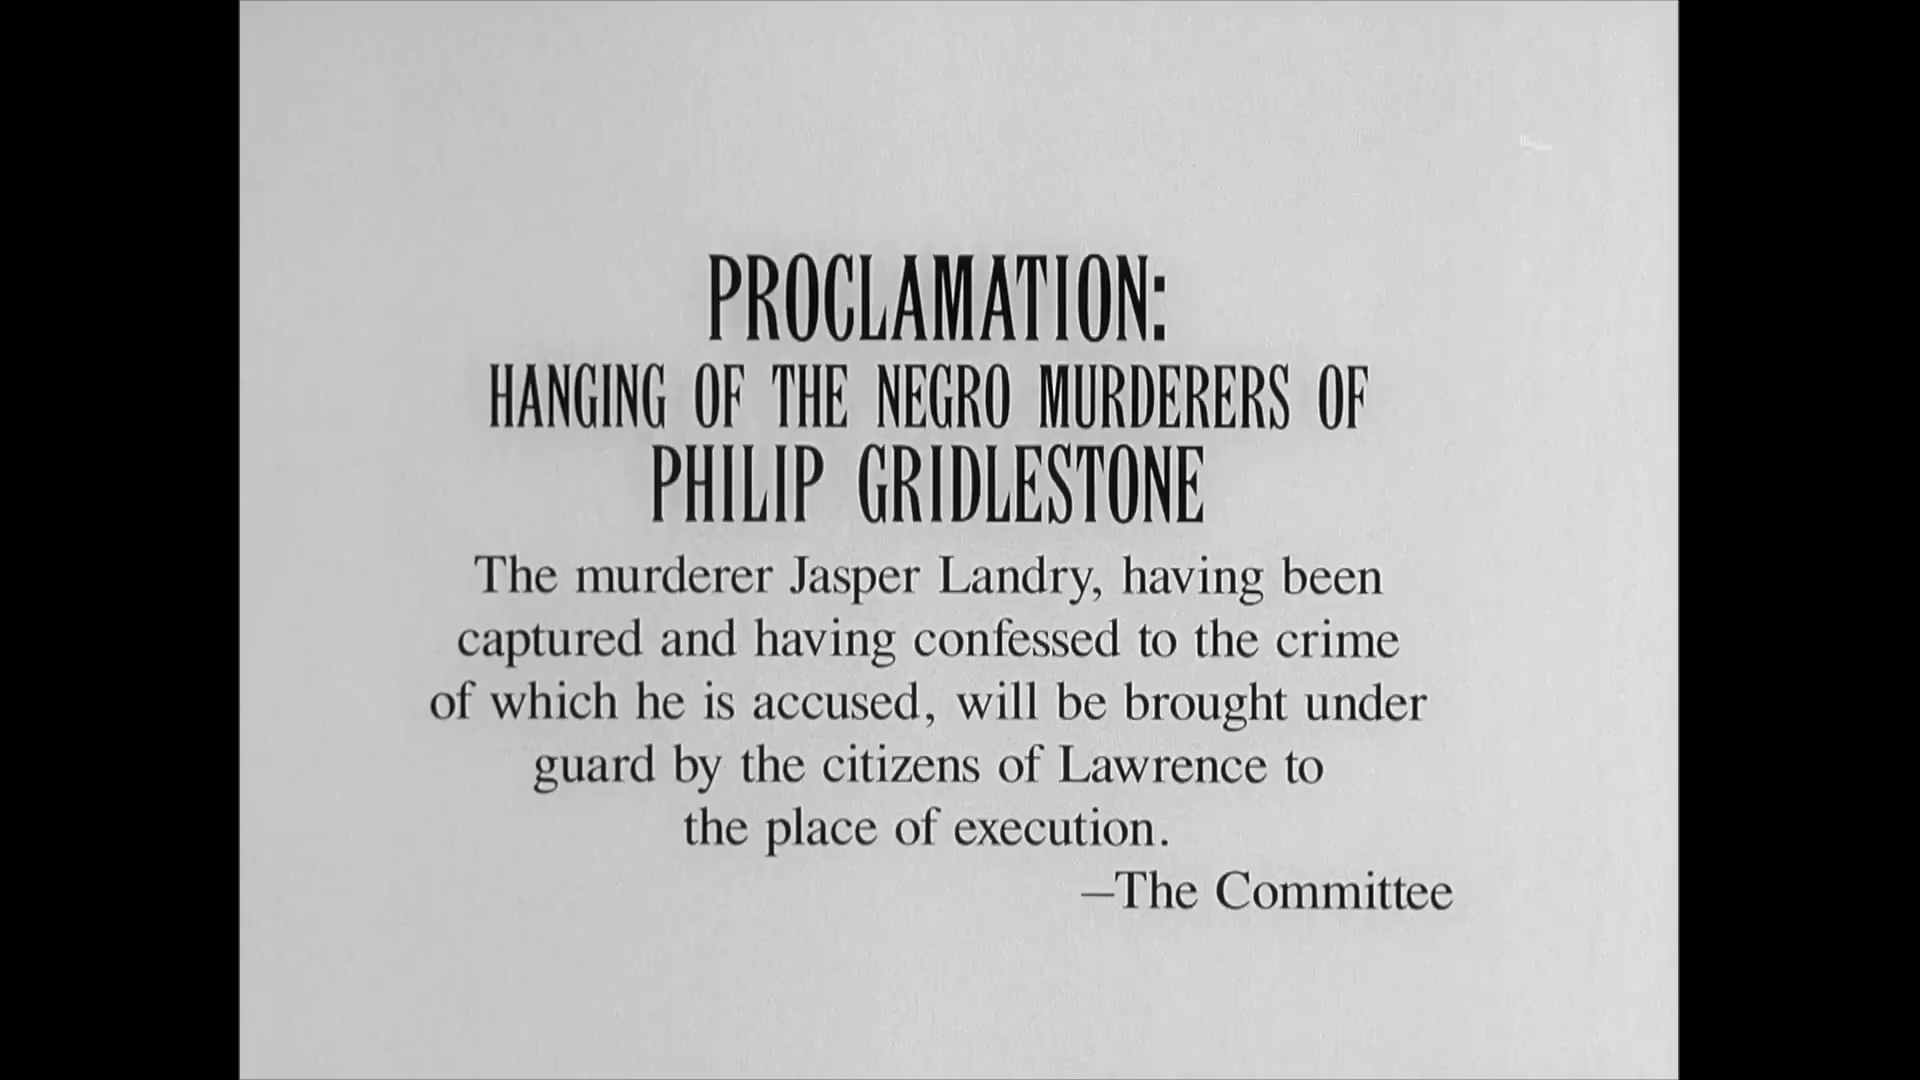 PROCLAMATION:
HANGING OF THE NEGRO MURDERERS OF
PHILIP GRIDLESTONE
The murderer Jasper Landry, having been
captured and having confessed to the crime
of which he is accused, will be brought under
guard by the citizens of Lawrence to
the place of execution.
—The Committee